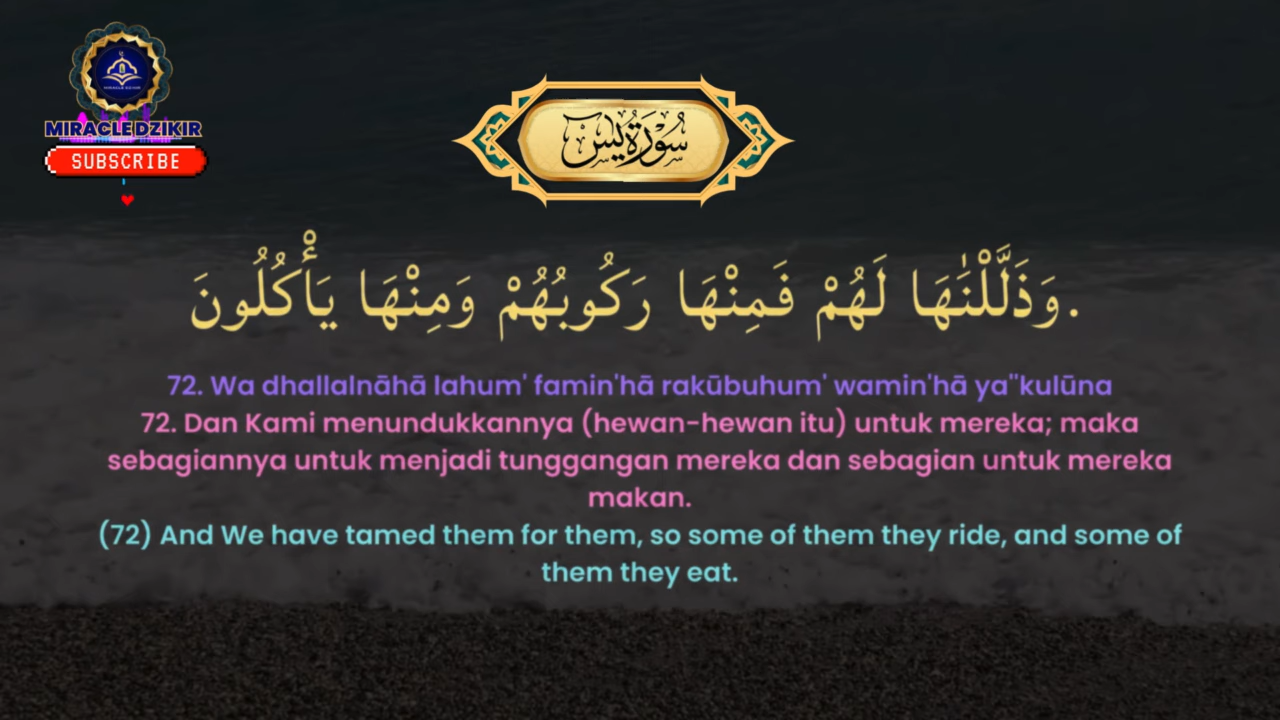 MIRACLE DZIKIR
SUBSCRIBE
سُوْرَةُ يٰسٓ
.وَذَلَّلْنٰهَا لَهُمْ فَمِنْهَا رَكُوبُهُمْ وَمِنْهَا يَأْكُلُونَ
72. Wa dhallalnāhā lahum' famin'hā rakūbuhum' wamin'hā ya"kulūna
72. Dan Kami menundukkannya (hewan-hewan itu) untuk mereka; maka
sebagiannya untuk menjadi tunggangan mereka dan sebagian untuk mereka
makan.
(72) And We have tamed them for them, so some of them they ride, and some of
them they eat.